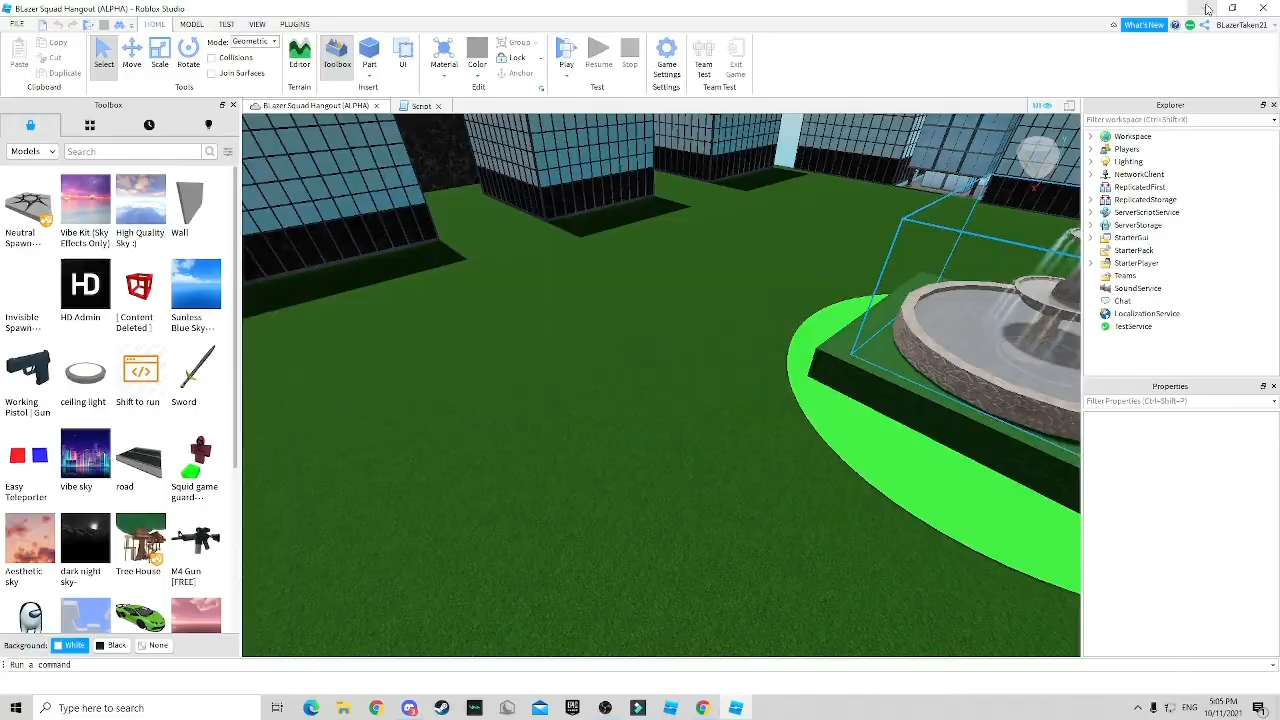 BLazer Squad Hangout (ALPHA) - Roblox Studio
FILE HOME MODEL TEST VIEW PLUGINS What's New BLazerTaken21
Paste Copy Cut Duplicate Clipboard
Select Move Scale Rotate Mode: Geometric Collisions Join Surfaces Tools
Editor Terrain
Toolbox Part UI Insert
Material Color Group Lock Anchor Edit
Play Resume Stop Test
Game Settings Settings
Team Test Exit Game Team Test
Toolbox BLazer Squad Hangout (ALPHA) Script UI Explorer
Filter workspace (Ctrl+Shift+X)
Models Search
Neutral Spawn... Vibe Kit (Sky Effects Only) High Quality Sky :) Wall
Invisible Spawn... HD HD Admin [ Content Deleted ] Sunless Blue Sky...
Working Pistol | Gun ceiling light Shift to run Sword
Easy Teleporter vibe sky road Squid game guard...
Aesthetic sky dark night sky- Tree House M4 Gun [FREE]
Background: White Black None
Workspace
Players
Lighting
NetworkClient
ReplicatedFirst
ReplicatedStorage
ServerScriptService
ServerStorage
StarterGui
StarterPack
StarterPlayer
Teams
SoundService
Chat
LocalizationService
TestService
Properties
Filter Properties (Ctrl+Shift+P)
Run a command
Type here to search
EPIC GAMES
ENG
5:05 PM
10/11/2021